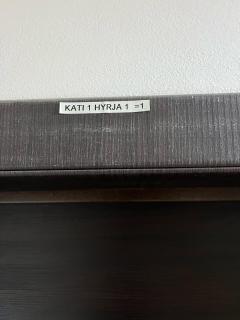 KATI 1 HYRJA 1 =1